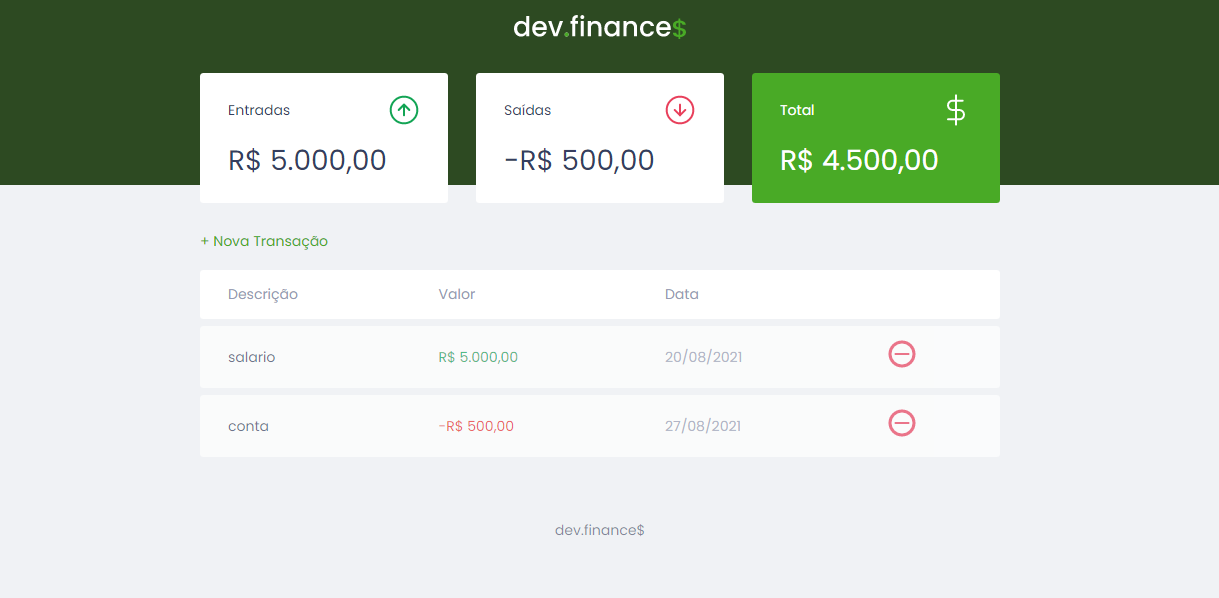 dev.finance$
Entradas
R$ 5.000,00
Saídas
-R$ 500,00
Total
$
R$ 4.500,00
+ Nova Transação
Descrição Valor Data
salario R$ 5.000,00 20/08/2021
conta -R$ 500,00 27/08/2021
dev.finance$